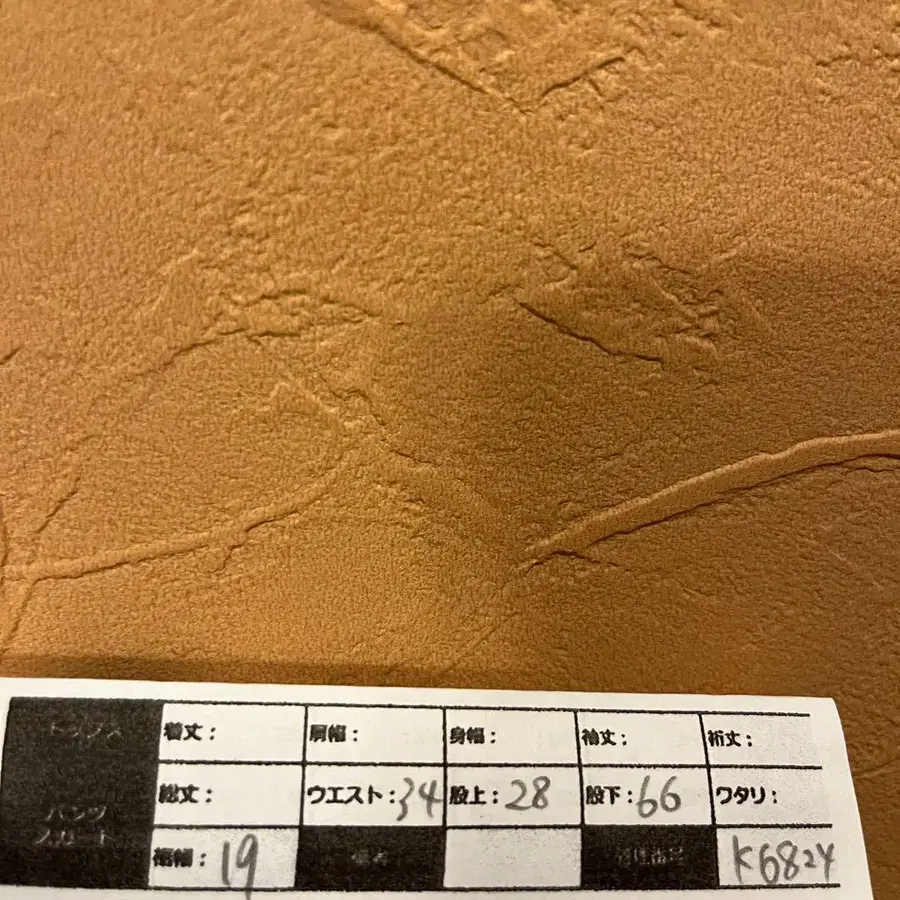 トップス 着丈： 肩幅： 身幅： 袖丈： 裄丈：
パンツ 総丈： ウエスト：34 股上：28 股下：66 ワタリ：
スカート 裾幅：19 K6824